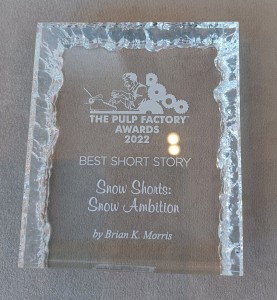 THE PULP FACTORY
AWARDS
2022
BEST SHORT STORY
Snow Shorts:
Snow Ambition
by Brian K. Morris